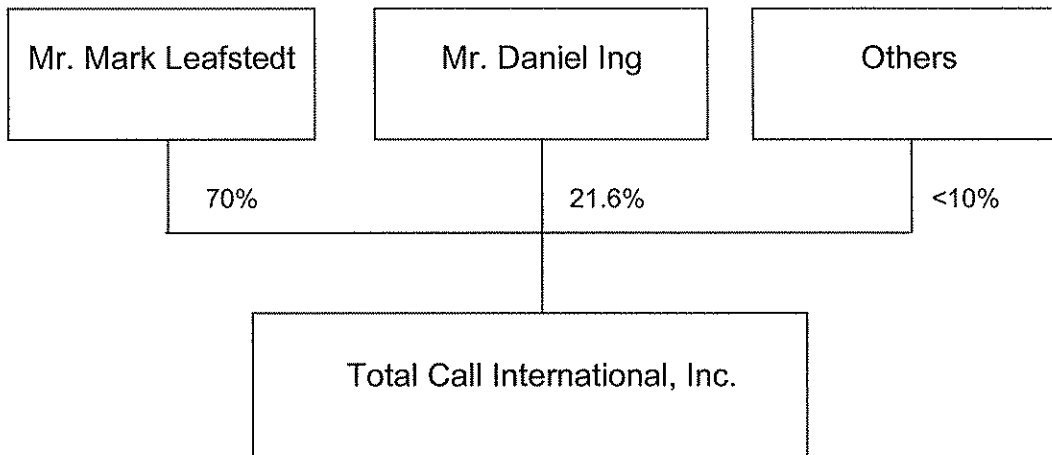 Mr. Mark Leafstedt
Mr. Daniel Ing
Others
70%
21.6%
<10%
Total Call International, Inc.